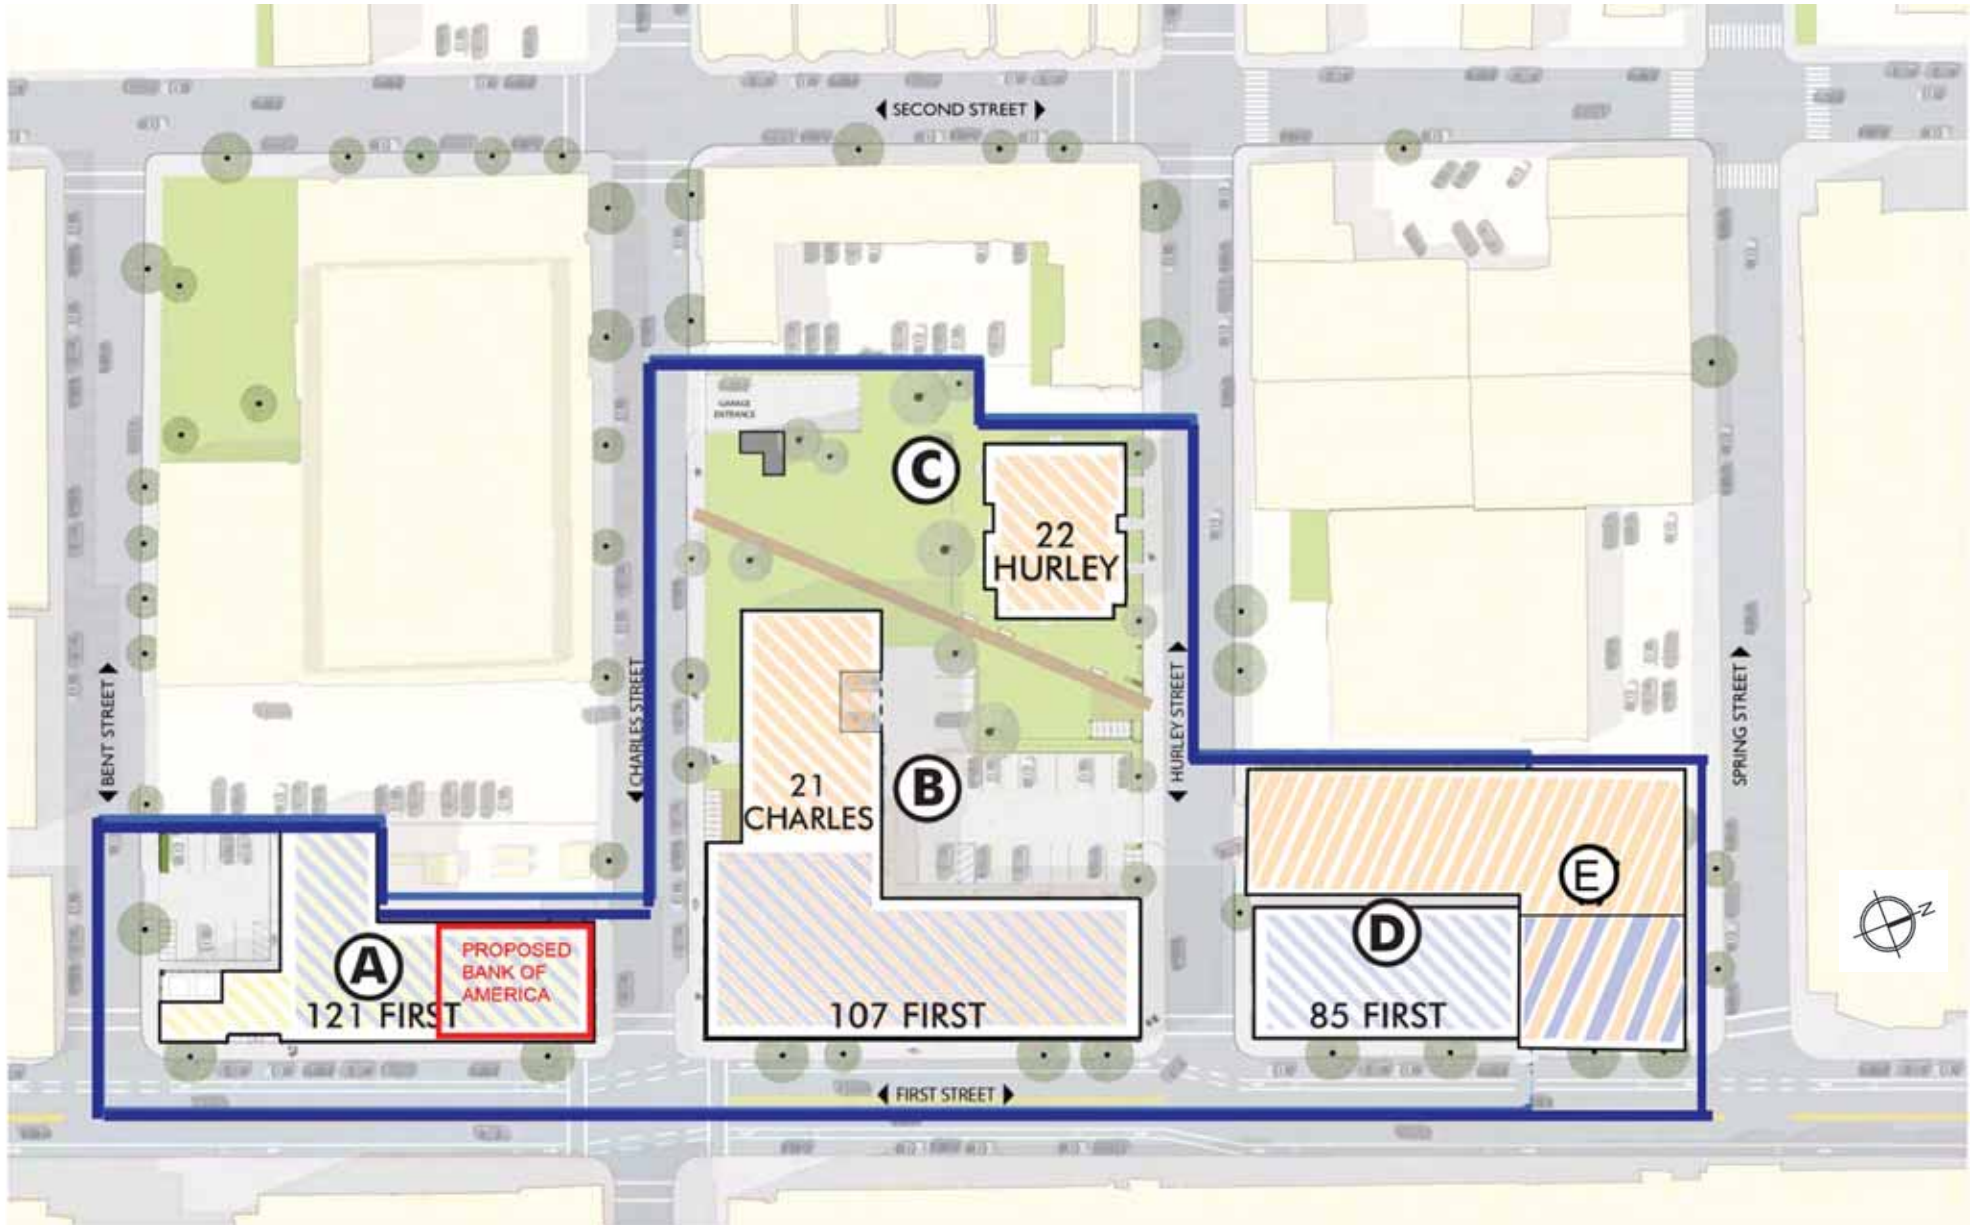 SECOND STREET
GARAGE
ENTRANCE
C
22
HURLEY
BENT STREET
CHARLES STREET
HURLEY STREET
SPRING STREET
21
CHARLES
B
E
A
PROPOSED
BANK OF
AMERICA
121 FIRST
107 FIRST
D
85 FIRST
N
FIRST STREET